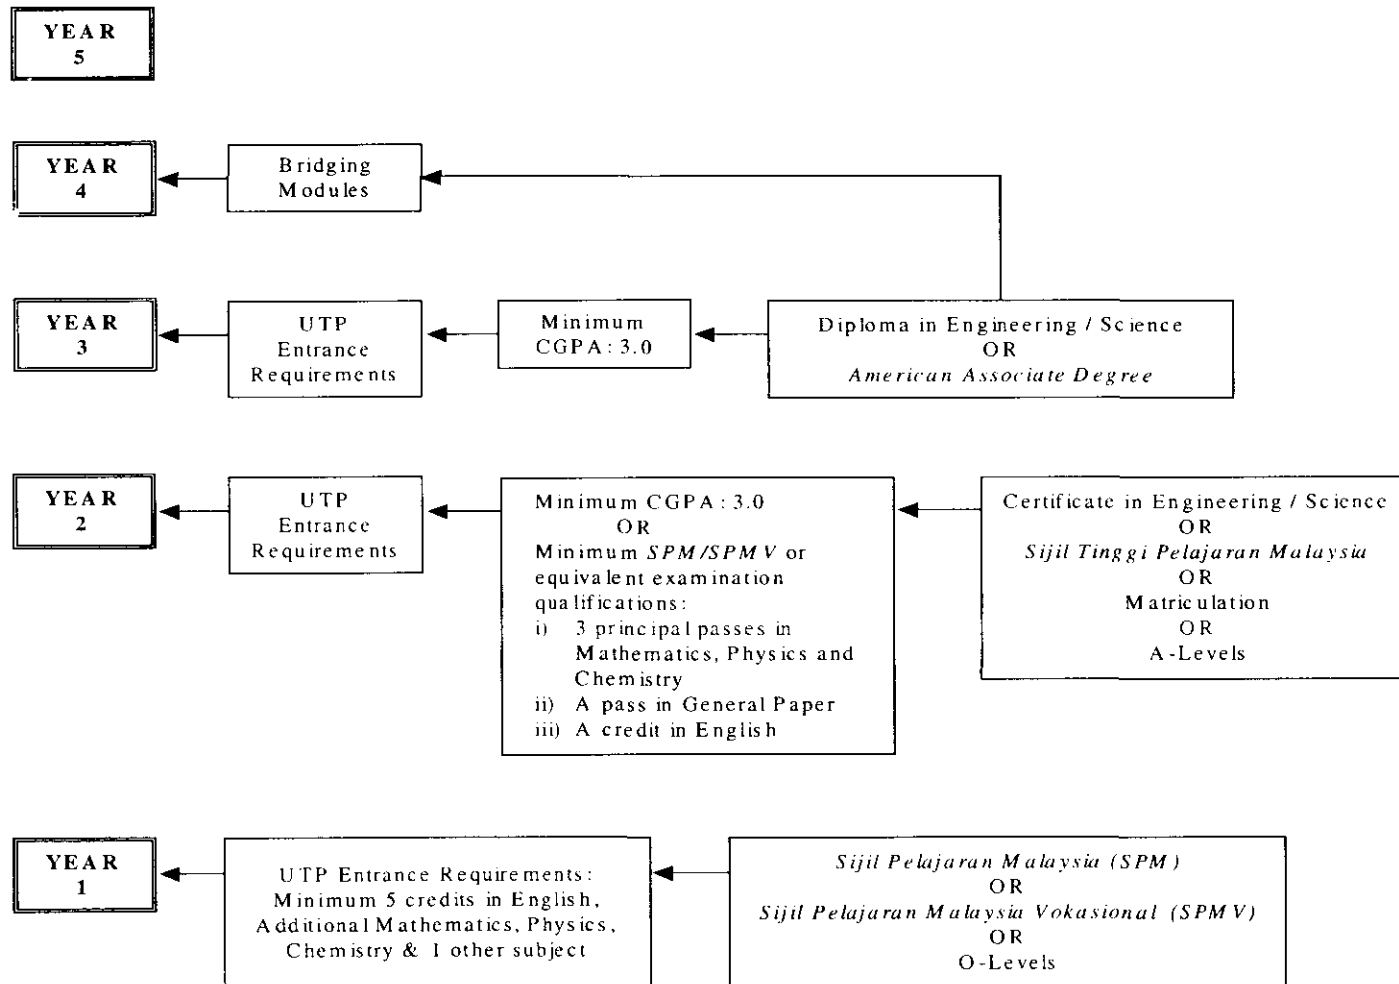 YEAR
5
YEAR
4
Bridging
Modules
YEAR
3
UTP
Entrance
Requirements
Minimum
CGPA: 3.0
Diploma in Engineering / Science
OR
American Associate Degree
YEAR
2
UTP
Entrance
Requirements
Minimum CGPA: 3.0
OR
Minimum SPM/SPMV or
equivalent examination
qualifications:
i) 3 principal passes in
Mathematics, Physics and
Chemistry
ii) A pass in General Paper
iii) A credit in English
Certificate in Engineering / Science
OR
Sijil Tinggi Pelajaran Malaysia
OR
Matriculation
OR
A-Levels
YEAR
1
UTP Entrance Requirements:
Minimum 5 credits in English,
Additional Mathematics, Physics,
Chemistry & 1 other subject
Sijil Pelajaran Malaysia (SPM)
OR
Sijil Pelajaran Malaysia Vokasional (SPMV)
OR
O-Levels